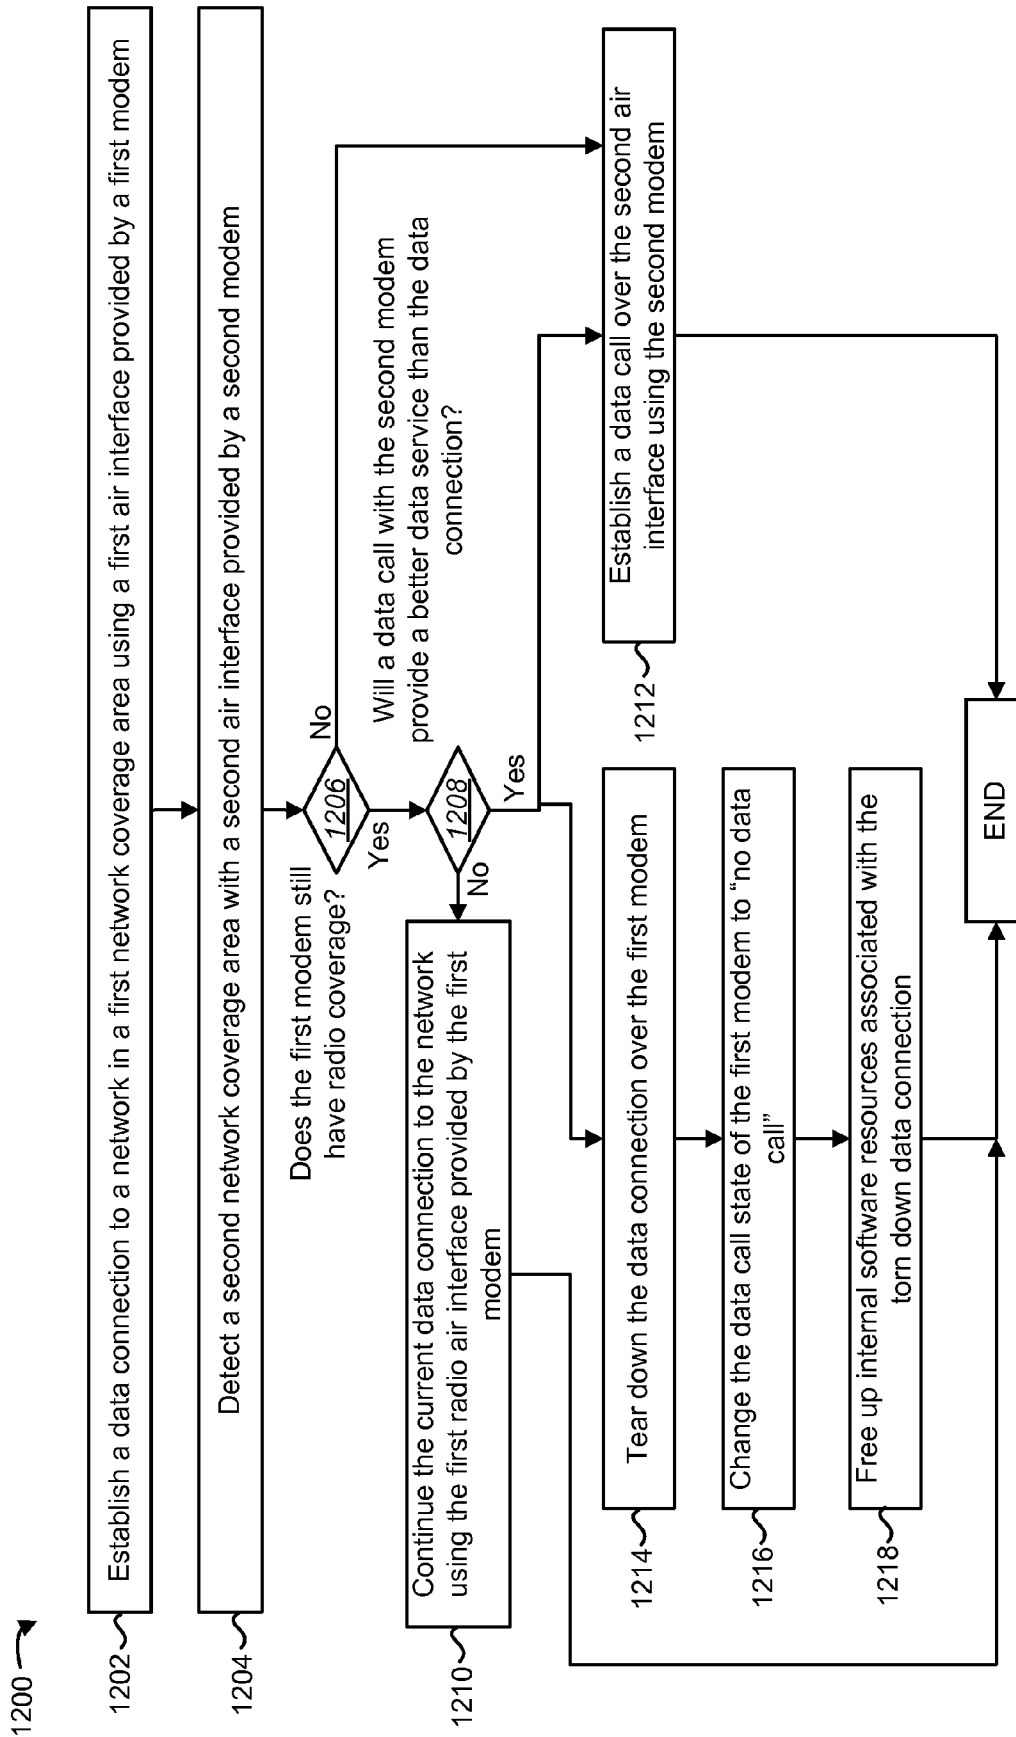 1200
1202
Establish a data connection to a network in a first network coverage area using a first air interface provided by a first modem
1204
Detect a second network coverage area with a second air interface provided by a second modem
Does the first modem still
have radio coverage?
1206
No
Yes
Will a data call with the second modem
provide a better data service than the data
connection?
1208
No
Yes
1210
Continue the current data connection to the network
using the first radio air interface provided by the first
modem
1212
Establish a data call over the second air
interface using the second modem
1214
Tear down the data connection over the first modem
1216
Change the data call state of the first modem to “no data
call”
1218
Free up internal software resources associated with the
torn down data connection
END